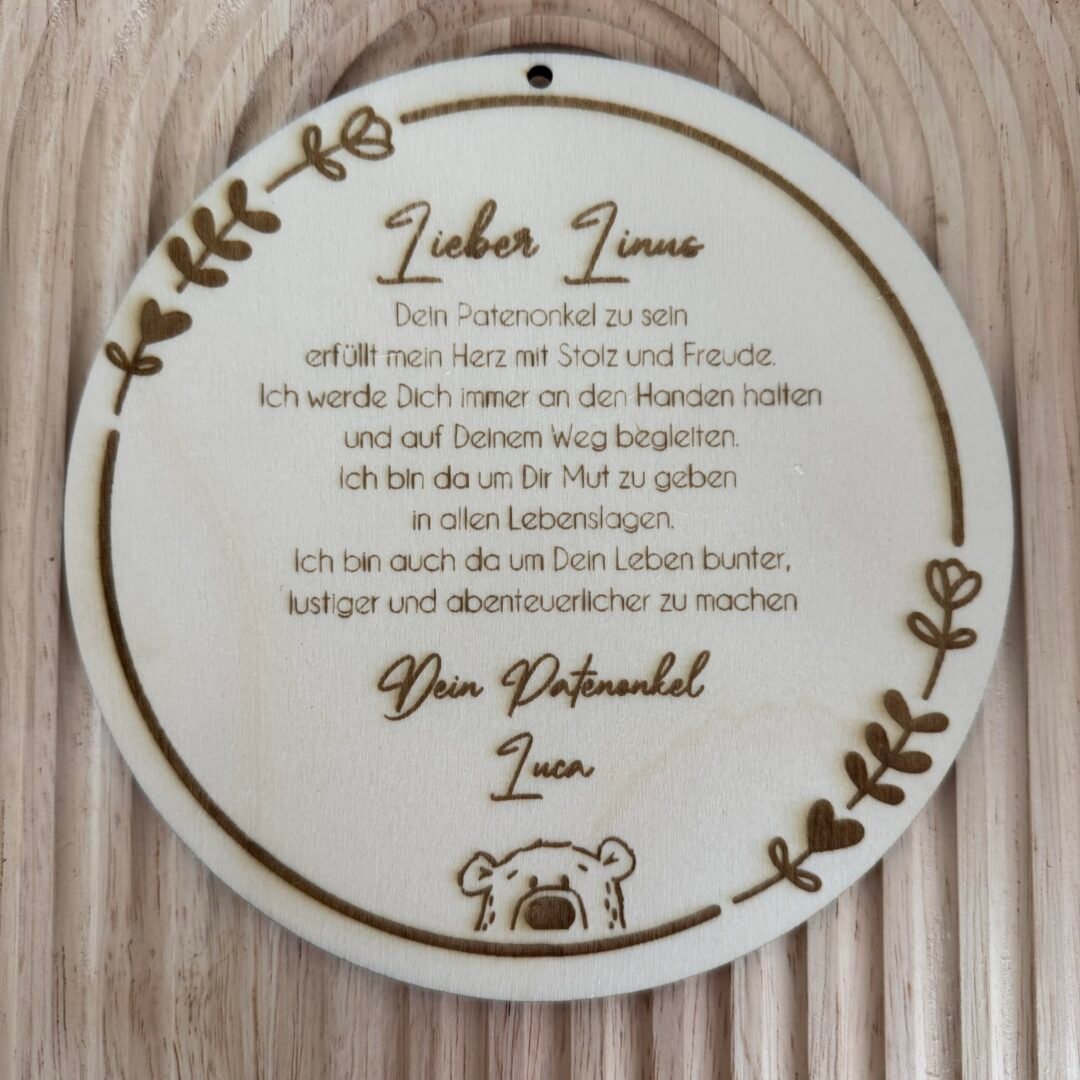 Lieber Linus
Dein Patenonkel zu sein
erfüllt mein Herz mit Stolz und Freude.
Ich werde Dich immer an den Handen halten
und auf Deinem Weg begleiten.
Ich bin da um Dir Mut zu geben
in allen Lebenslagen.
Ich bin auch da um Dein Leben bunter,
lustiger und abenteuerlicher zu machen
Dein Patenonkel
Luca